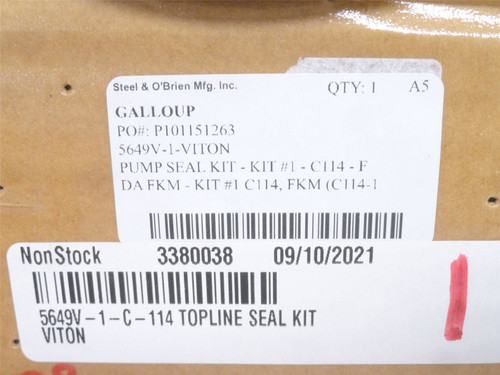 Steel & O'Brien Mfg. Inc.
QTY: 1 A5
GALLOUP
PO#: P101151263
5649V-1-VITON
PUMP SEAL KIT - KIT #1 - C114 - F
DA FKM - KIT #1 C114, FKM (C114-1
NonStock 3380038 09/10/2021
5649V-1-C-114 TOPLINE SEAL KIT
VITON